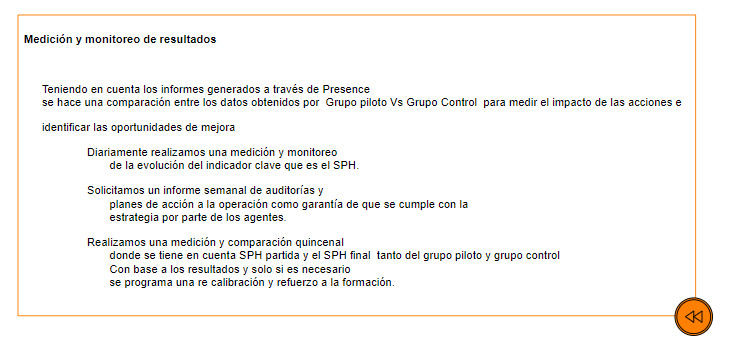 Medición y monitoreo de resultados
Teniendo en cuenta los informes generados a través de Presence
se hace una comparación entre los datos obtenidos por Grupo piloto Vs Grupo Control para medir el impacto de las acciones e
identificar las oportunidades de mejora
Diariamente realizamos una medición y monitoreo
de la evolución del indicador clave que es el SPH.
Solicitamos un informe semanal de auditorías y
planes de acción a la operación como garantía de que se cumple con la
estrategia por parte de los agentes.
Realizamos una medición y comparación quincenal
donde se tiene en cuenta SPH partida y el SPH final tanto del grupo piloto y grupo control
Con base a los resultados y solo si es necesario
se programa una re calibración y refuerzo a la formación.